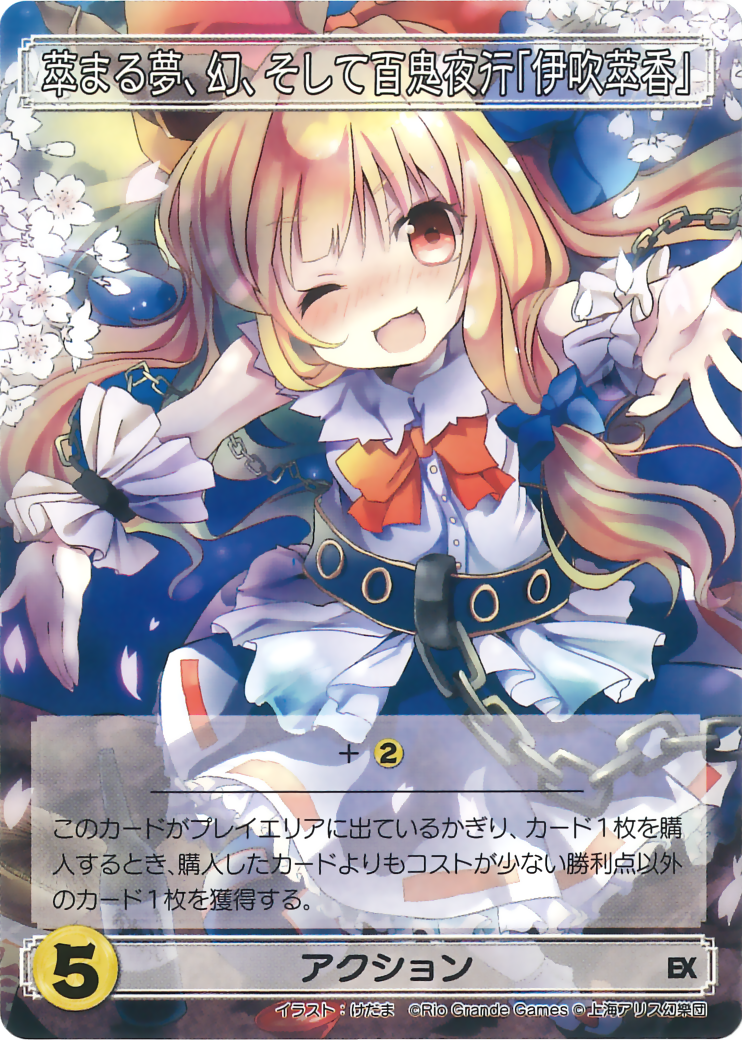 萃まる夢、幻、そして百鬼夜行「伊吹萃香」
＋ 2
このカードがプレイエリアに出ているかぎり、カード1枚を購
入するとき、購入したカードよりもコストが少ない勝利点以外
のカード1枚を獲得する。
5 アクション EX
イラスト：けだま ©Rio Grande Games ©上海アリス幻樂団